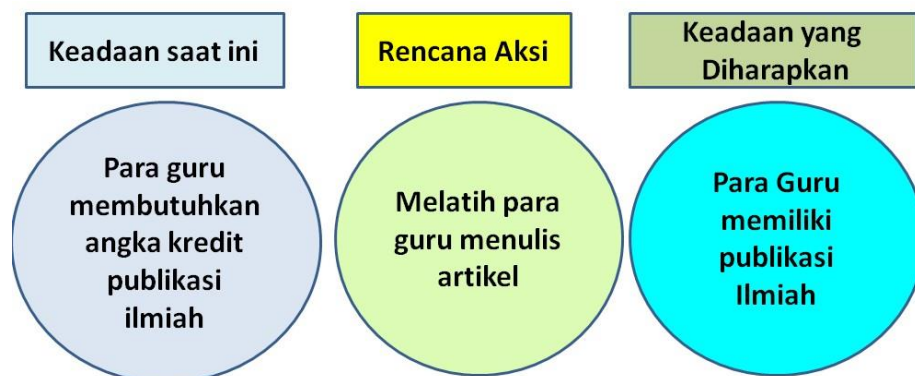 Keadaan saat ini
Rencana Aksi
Keadaan yang
Diharapkan
Para guru
membutuhkan
angka kredit
publikasi
ilmiah
Melatih para
guru menulis
artikel
Para Guru
memiliki
publikasi
Ilmiah